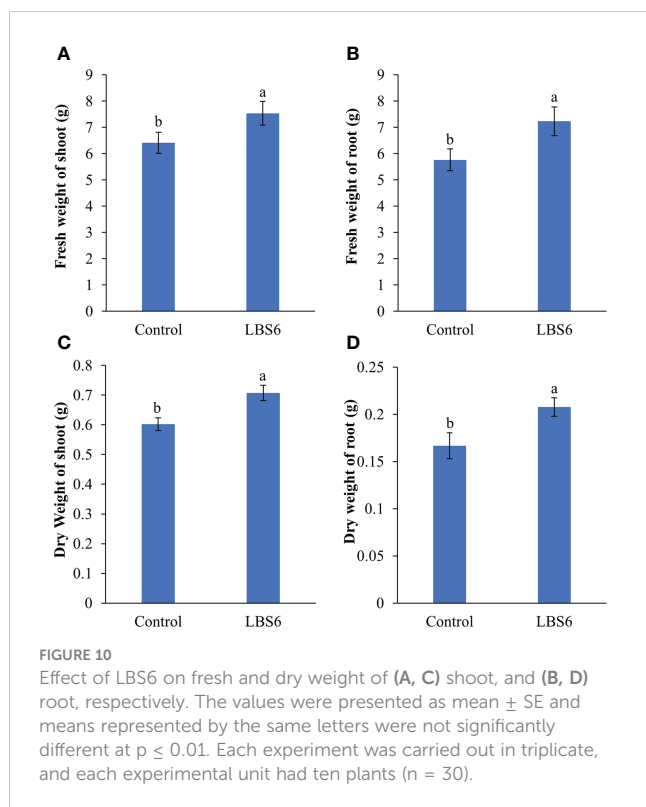 A
9
8
7
6
5
4
3
2
1
0
Fresh weight of shoot (g)
b
a
Control LBS6
B
9
8
7
6
5
4
3
2
1
0
Fresh weight of root (g)
b
a
Control LBS6
C
0.8
0.7
0.6
0.5
0.4
0.3
0.2
0.1
0
Dry Weight of shoot (g)
b
a
Control LBS6
D
0.25
0.2
0.15
0.1
0.05
0
Dry weight of root (g)
b
a
Control LBS6
FIGURE 10
Effect of LBS6 on fresh and dry weight of (A, C) shoot, and (B, D)
root, respectively. The values were presented as mean ± SE and
means represented by the same letters were not significantly
different at p ≤ 0.01. Each experiment was carried out in triplicate,
and each experimental unit had ten plants (n = 30).